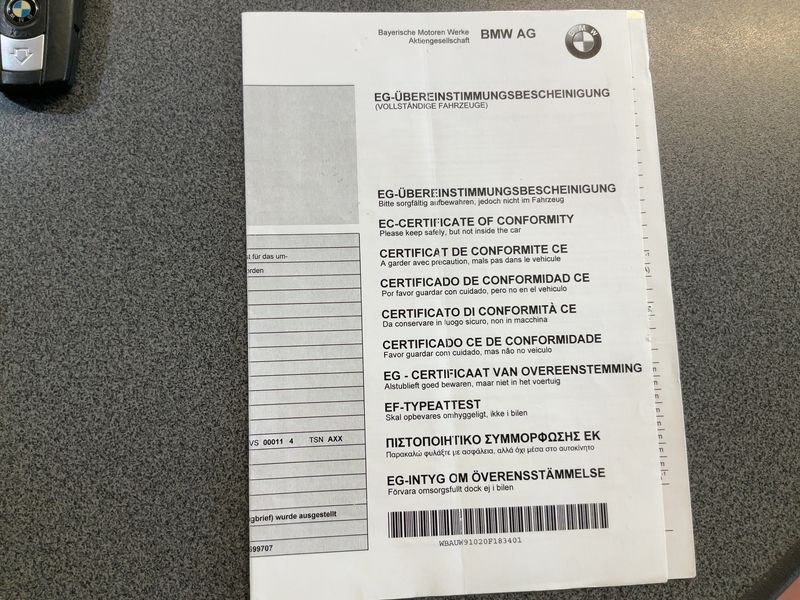 Bayerische Motoren Werke
Aktiengesellschaft
BMW AG
BMW
EG-ÜBEREINSTIMMUNGSBESCHEINIGUNG
(VOLLSTÄNDIGE FAHRZEUGE)
EG-ÜBEREINSTIMMUNGSBESCHEINIGUNG
Bitte sorgfältig aufbewahren, jedoch nicht im Fahrzeug
EC-CERTIFICATE OF CONFORMITY
Please keep safely, but not inside the car
CERTIFICAT DE CONFORMITE CE
A garder avec precaution, mais pas dans le vehicule
CERTIFICADO DE CONFORMIDAD CE
Por favor guardar con cuidado, pero no en el vehiculo
CERTIFICATO DI CONFORMITÀ CE
Da conservare in luogo sicuro, non in macchina
CERTIFICADO CE DE CONFORMIDADE
Favor guardar com cuidado, mas não no veiculo
EG - CERTIFICAAT VAN OVEREENSTEMMING
Alstublieft goed bewaren, maar niet in het voertuig
EF-TYPEATTEST
Skal opbevares omhyggeligt, ikke i bilen
ΠΙΣΤΟΠΟΙΗΤΙΚΟ ΣΥΜΜΟΡΦΩΣΗΣ ΕΚ
Παρακαλώ φυλάξτε με ασφάλεια, αλλά όχι μέσα στο αυτοκίνητο
EG-INTYG OM ÖVERENSSTÄMMELSE
Förvara omsorgsfullt dock ej i bilen
WBAUW91020F183401
st für das um-
orden
VS 00011 4 TSN AXX
gbrief) wurde ausgestellt
699707